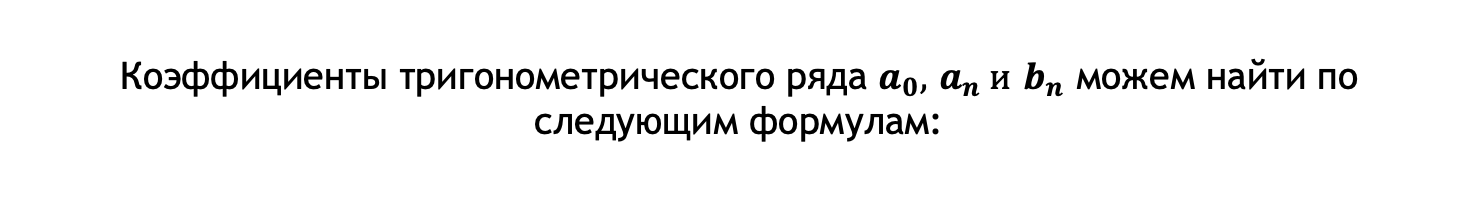 Коэффициенты тригонометрического ряда a₀, aₙ и bₙ можем найти по
следующим формулам: